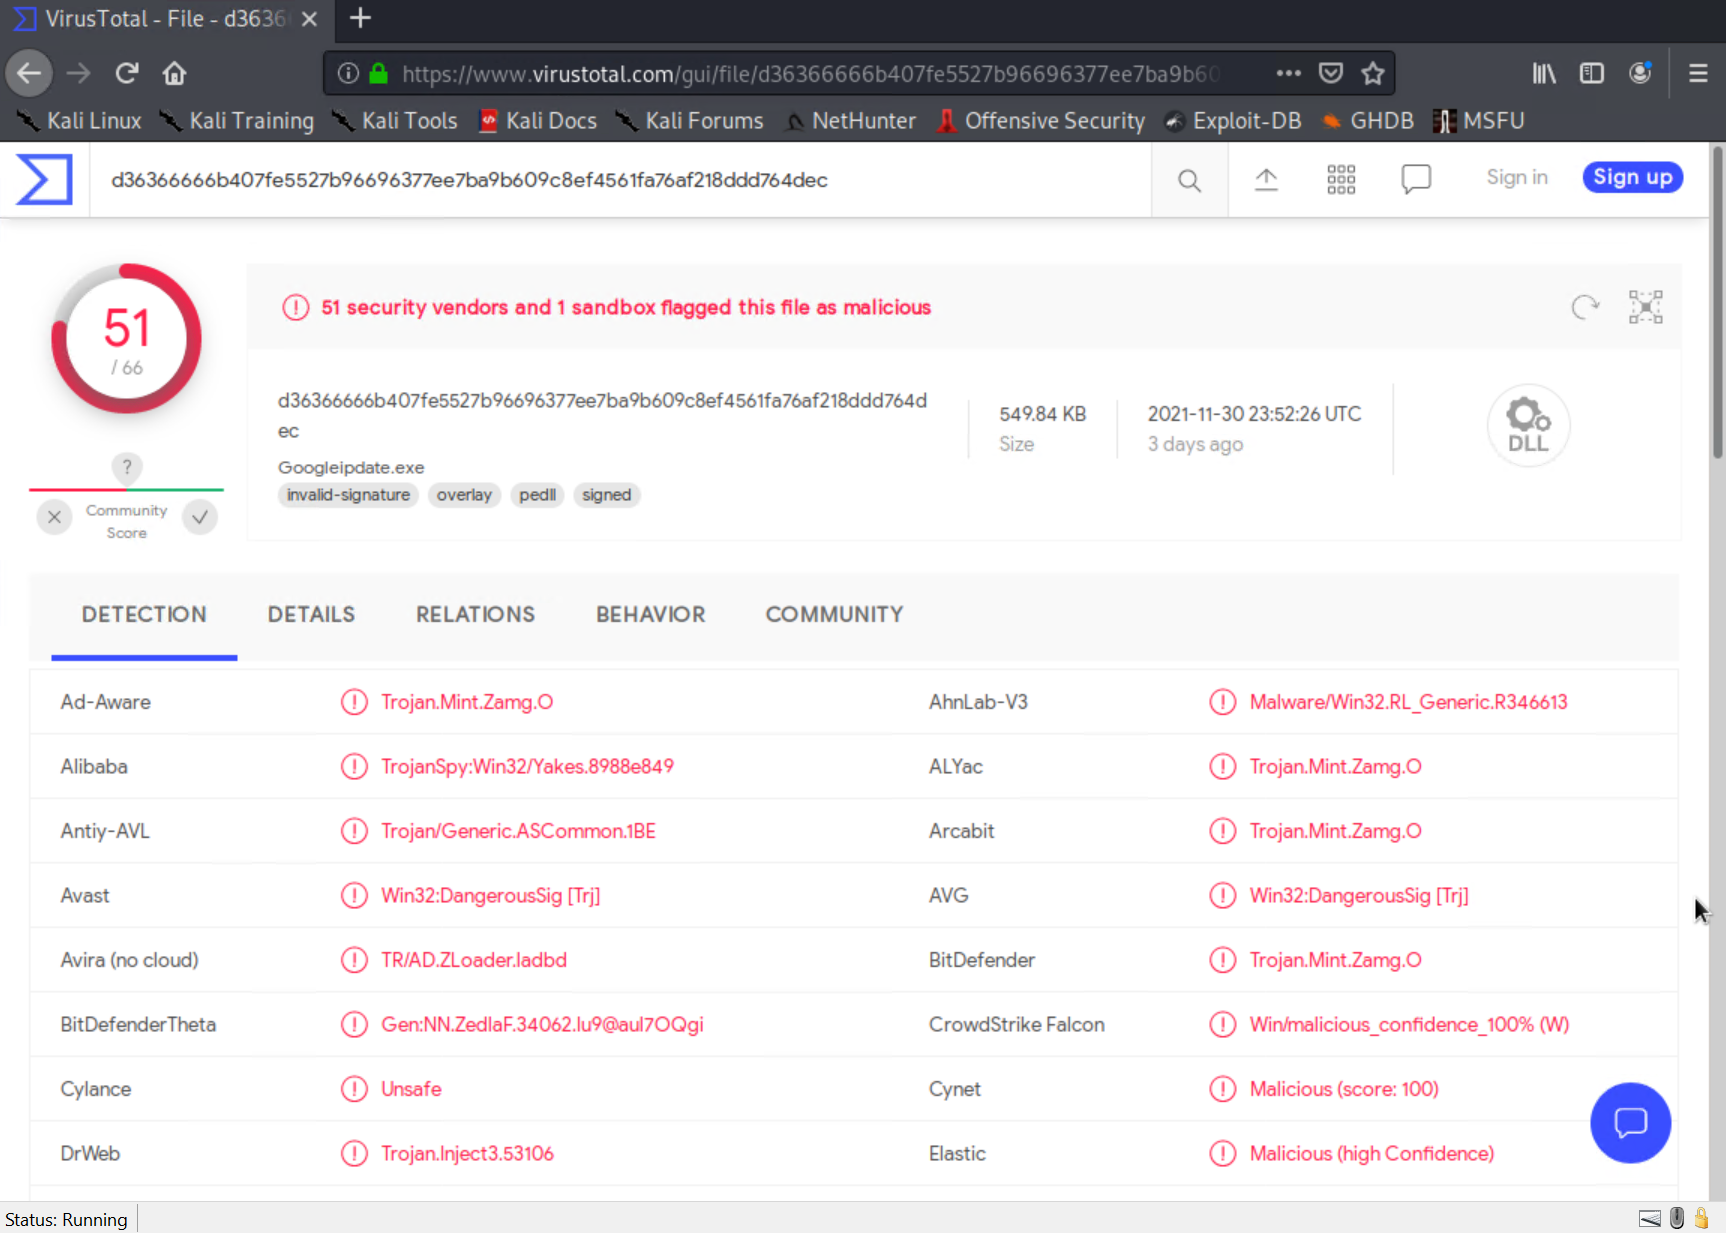 VirusTotal - File - d3636
https://www.virustotal.com/gui/file/d36366666b407fe5527b96696377ee7ba9b60
Kali Linux Kali Training Kali Tools Kali Docs Kali Forums NetHunter Offensive Security Exploit-DB GHDB MSFU
d36366666b407fe5527b96696377ee7ba9b609c8ef4561fa76af218ddd764dec
Sign in
Sign up
51
/ 66
?
Community
Score
51 security vendors and 1 sandbox flagged this file as malicious
d36366666b407fe5527b96696377ee7ba9b609c8ef4561fa76af218ddd764d
ec
Googleipdate.exe
invalid-signature overlay pedll signed
549.84 KB
Size
2021-11-30 23:52:26 UTC
3 days ago
DLL
DETECTION DETAILS RELATIONS BEHAVIOR COMMUNITY
Ad-Aware Trojan.Mint.Zamg.O AhnLab-V3 Malware/Win32.RL_Generic.R346613
Alibaba TrojanSpy:Win32/Yakes.8988e849 ALYac Trojan.Mint.Zamg.O
Antiy-AVL Trojan/Generic.ASCommon.1BE Arcabit Trojan.Mint.Zamg.O
Avast Win32:DangerousSig [Trj] AVG Win32:DangerousSig [Trj]
Avira (no cloud) TR/AD.ZLoader.ladbd BitDefender Trojan.Mint.Zamg.O
BitDefenderTheta Gen:NN.ZedlaF.34062.lu9@aul7OQgi CrowdStrike Falcon Win/malicious_confidence_100% (W)
Cylance Unsafe Cynet Malicious (score: 100)
DrWeb Trojan.Inject3.53106 Elastic Malicious (high Confidence)
Status: Running